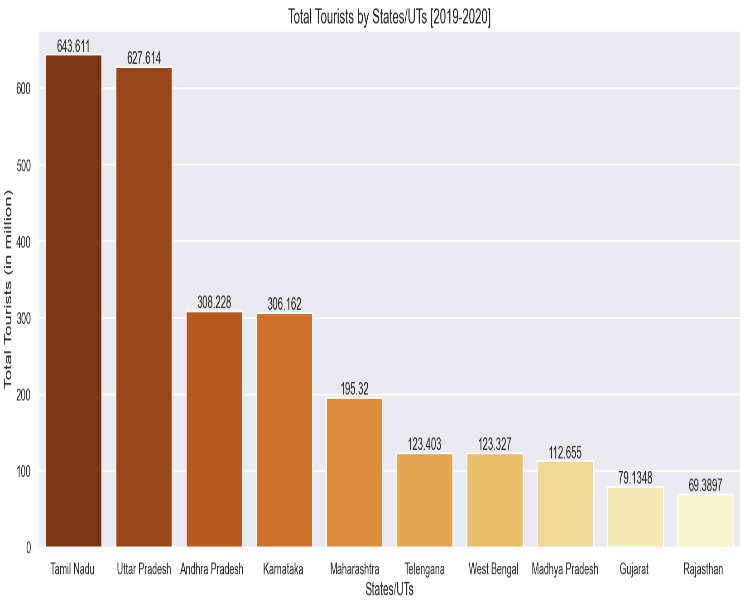 Total Tourists by States/UTs [2019-2020]
Total Tourists (in million)
600
500
400
300
200
100
0
643.611
627.614
308.228
306.162
195.32
123.403
123.327
112.655
79.1348
69.3897
Tamil Nadu
Uttar Pradesh
Andhra Pradesh
Karnataka
Maharashtra
Telengana
West Bengal
Madhya Pradesh
Gujarat
Rajasthan
States/UTs